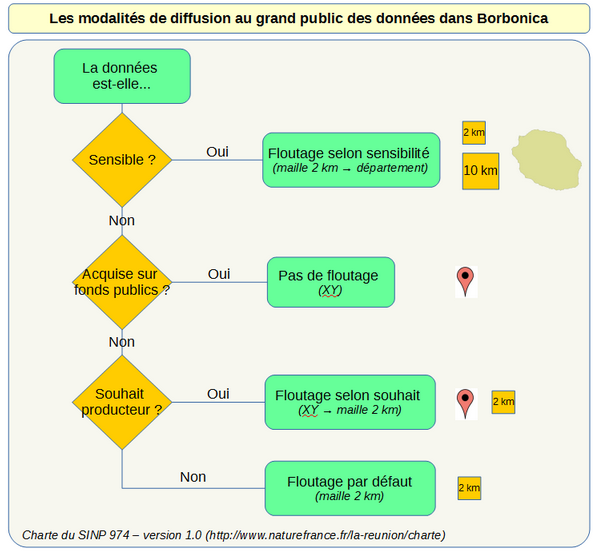 Les modalités de diffusion au grand public des données dans Borbonica
La données
est-elle...
Sensible ?
Oui
Floutage selon sensibilité
(maille 2 km → département)
2 km
10 km
Non
Acquise sur
fonds publics ?
Oui
Pas de floutage
(XY)
Non
Souhait
producteur ?
Oui
Floutage selon souhait
(XY → maille 2 km)
2 km
Non
Floutage par défaut
(maille 2 km)
2 km
Charte du SINP 974 – version 1.0 (http://www.naturefrance.fr/la-reunion/charte)